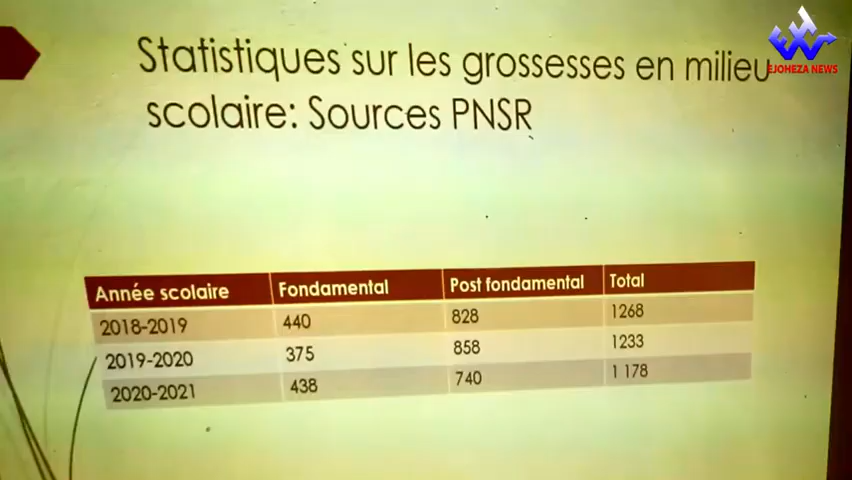 Statistiques sur les grossesses en milieu
scolaire: Sources PNSR
EJOHEZA NEWS
Année scolaire Fondamental Post fondamental Total
2018-2019 440 828 1268
2019-2020 375 858 1233
2020-2021 438 740 1 178